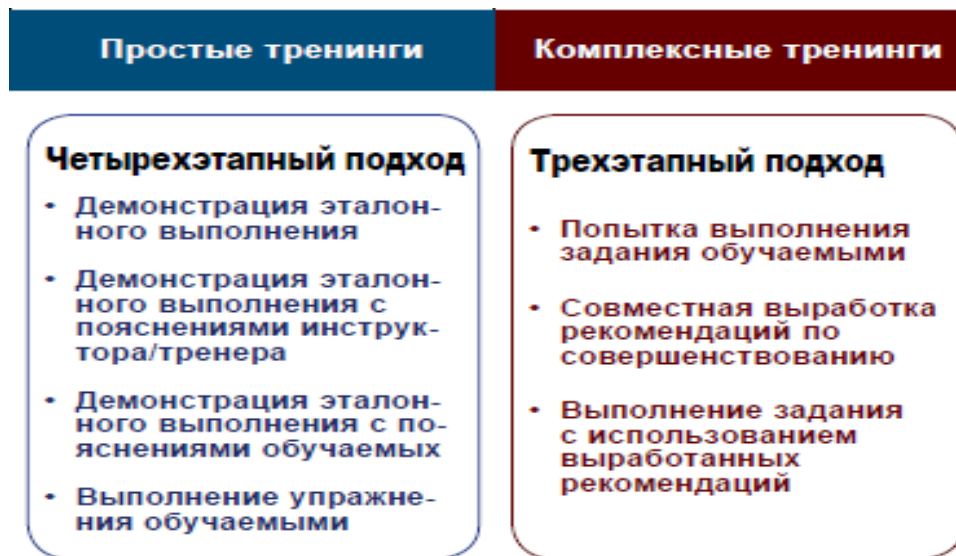 Простые тренинги
Комплексные тренинги
Четырехэтапный подход
• Демонстрация эталон-
ного выполнения
• Демонстрация эталон-
ного выполнения с
пояснениями инструк-
тора/тренера
• Демонстрация эталон-
ного выполнения с по-
яснениями обучаемых
• Выполнение упражне-
ния обучаемыми
Трехэтапный подход
• Попытка выполнения
задания обучаемыми
• Совместная выработка
рекомендаций по
совершенствованию
• Выполнение задания
с использованием
выработанных
рекомендаций